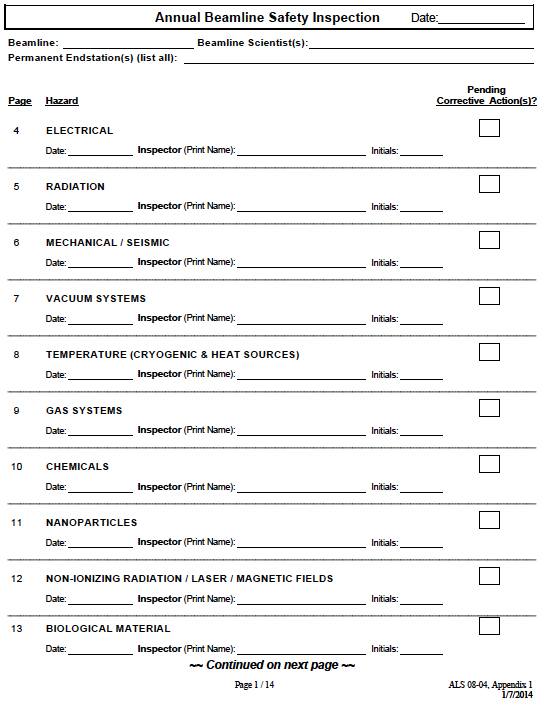 Annual Beamline Safety Inspection Date:
Beamline: Beamline Scientist(s):
Permanent Endstation(s) (list all):
Pending
Page Hazard Corrective Action(s)?
4 ELECTRICAL
Date: Inspector (Print Name): Initials:
5 RADIATION
Date: Inspector (Print Name): Initials:
6 MECHANICAL / SEISMIC
Date: Inspector (Print Name): Initials:
7 VACUUM SYSTEMS
Date: Inspector (Print Name): Initials:
8 TEMPERATURE (CRYOGENIC & HEAT SOURCES)
Date: Inspector (Print Name): Initials:
9 GAS SYSTEMS
Date: Inspector (Print Name): Initials:
10 CHEMICALS
Date: Inspector (Print Name): Initials:
11 NANOPARTICLES
Date: Inspector (Print Name): Initials:
12 NON-IONIZING RADIATION / LASER / MAGNETIC FIELDS
Date: Inspector (Print Name): Initials:
13 BIOLOGICAL MATERIAL
Date: Inspector (Print Name): Initials:
~~ Continued on next page ~~
Page 1 / 14 ALS 08-04, Appendix 1
1/7/2014